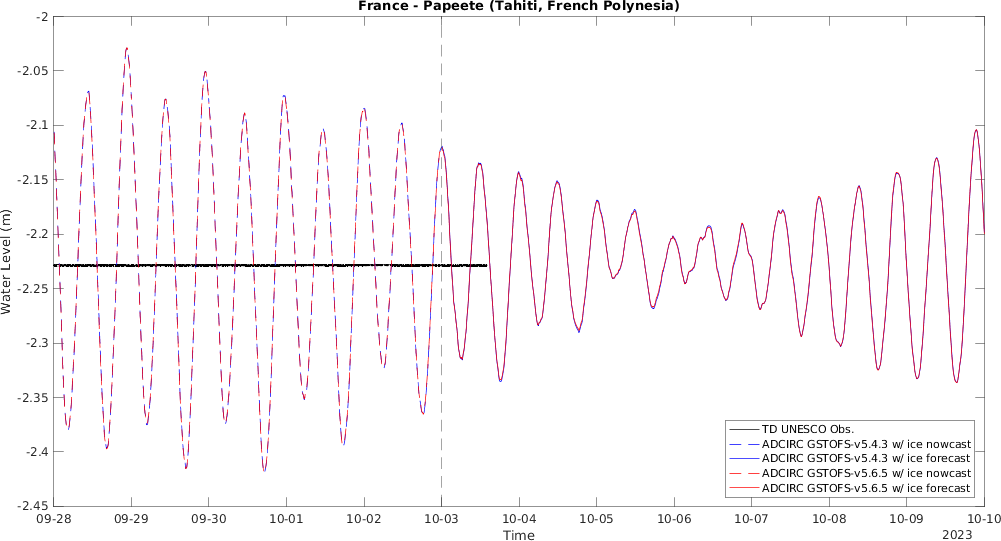 France - Papeete (Tahiti, French Polynesia)
Water Level (m)
-2
-2.05
-2.1
-2.15
-2.2
-2.25
-2.3
-2.35
-2.4
-2.45
TD UNESCO Obs.
ADCIRC GSTOFS-v5.4.3 w/ ice nowcast
ADCIRC GSTOFS-v5.4.3 w/ ice forecast
ADCIRC GSTOFS-v5.6.5 w/ ice nowcast
ADCIRC GSTOFS-v5.6.5 w/ ice forecast
09-28 09-29 09-30 10-01 10-02 10-03 10-04 10-05 10-06 10-07 10-08 10-09 10-10
Time
2023